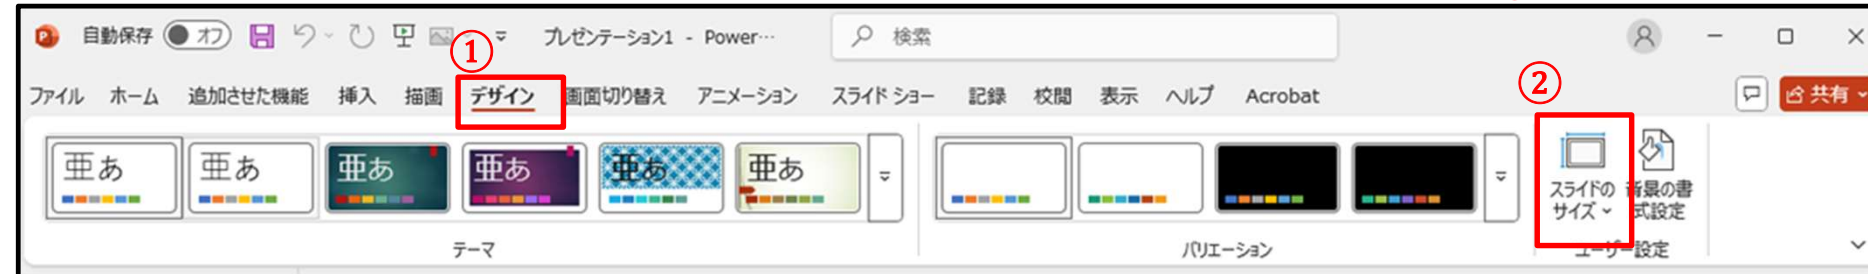 自動保存 オフ プレゼンテーション1 - Power… 検索
①
ファイル ホーム 追加させた機能 挿入 描画 デザイン 画面切り替え アニメーション スライド ショー 記録 校閲 表示 ヘルプ Acrobat 共有
②
亜あ 亜あ 亜あ 亜あ 亜あ 亜あ
スライドの
サイズ
背景の書
式設定
テーマ バリエーション ユーザー設定